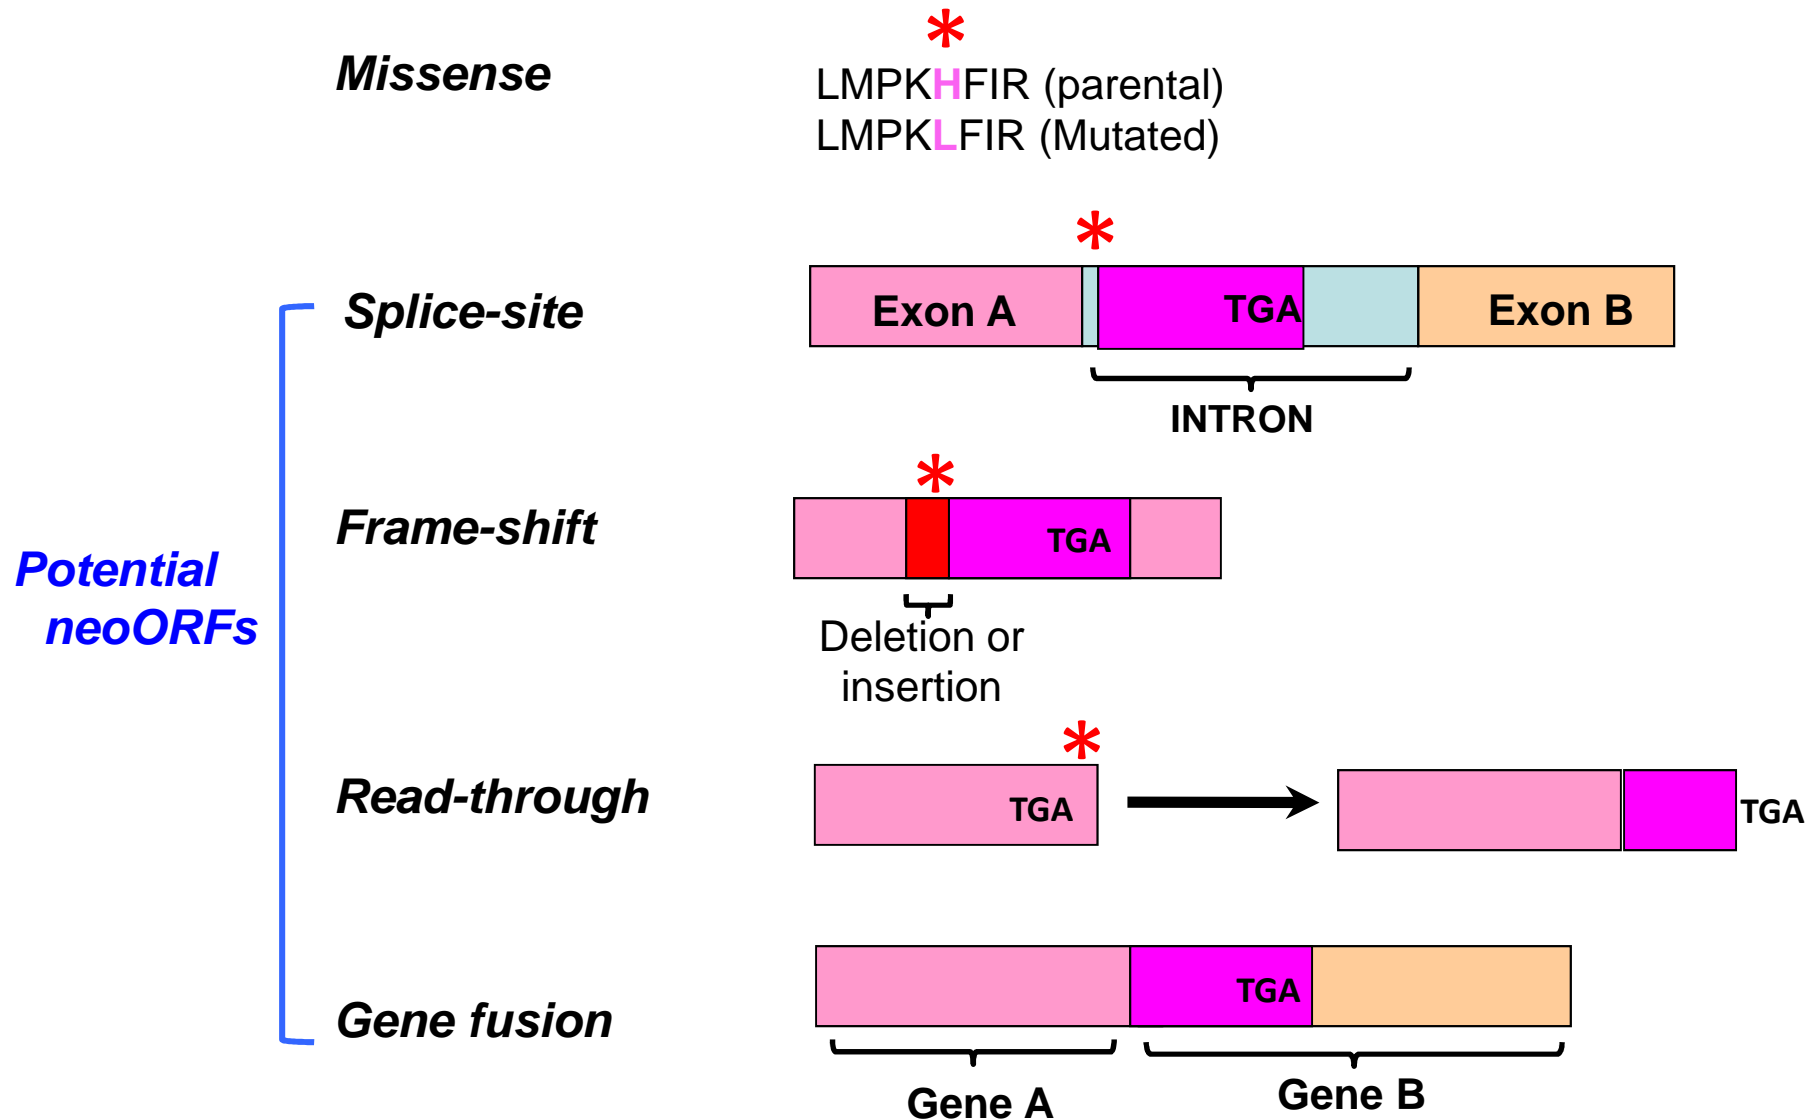 *
Missense
LMPKHFIR (parental)
LMPKLFIR (Mutated)
*
Splice-site
Exon A
TGA
Exon B
INTRON
*
Frame-shift
TGA
Deletion or
insertion
Potential
neoORFs
*
Read-through
TGA
TGA
Gene fusion
TGA
Gene A
Gene B